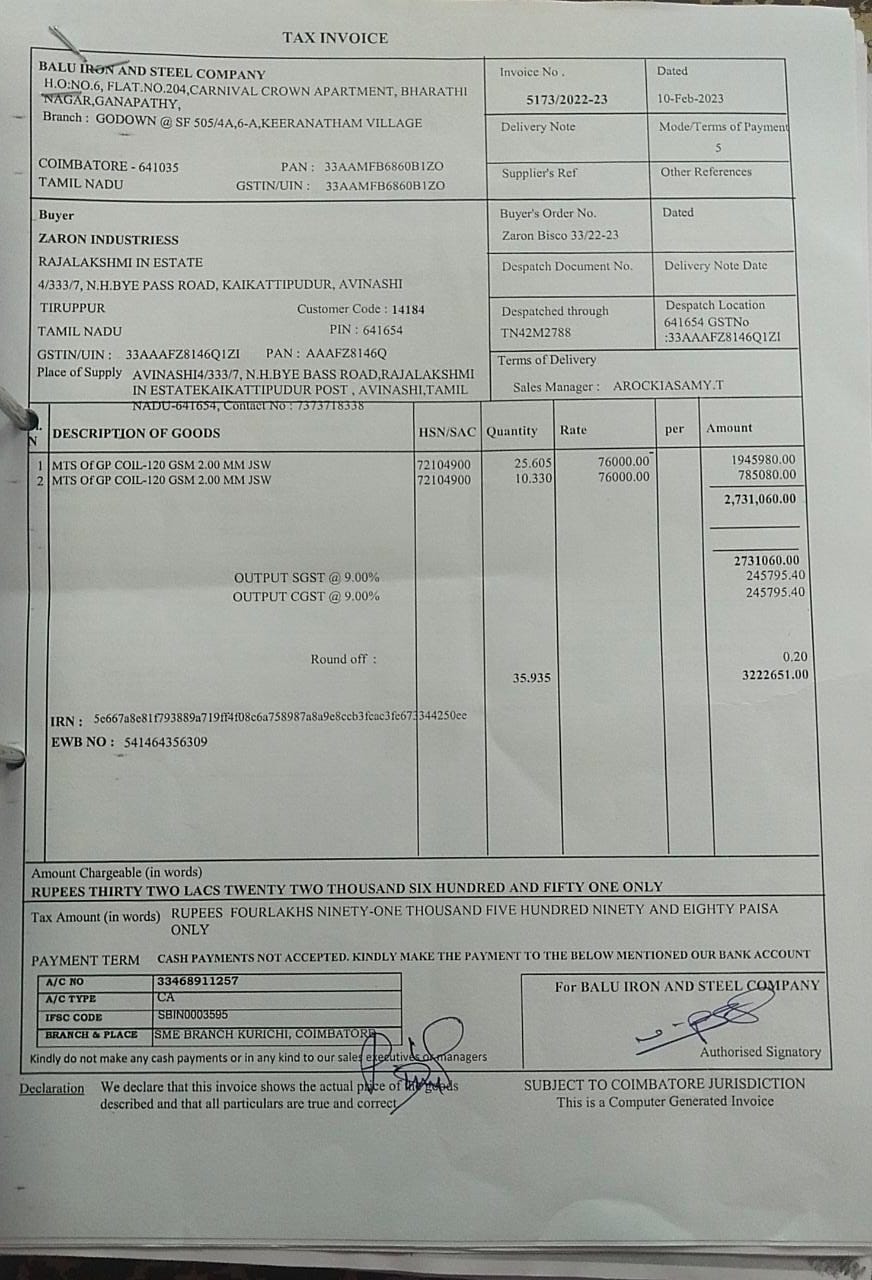 TAX INVOICE
BALU IRON AND STEEL COMPANY
H.O:NO.6, FLAT.NO.204,CARNIVAL CROWN APARTMENT, BHARATHI
NAGAR,GANAPATHY,
Branch : GODOWN @ SF 505/4A,6-A,KEERANATHAM VILLAGE
COIMBATORE - 641035 PAN : 33AAMFB6860B1ZO
TAMIL NADU GSTIN/UIN : 33AAMFB6860B1ZO
Invoice No . Dated
5173/2022-23 10-Feb-2023
Delivery Note Mode/Terms of Payment
5
Supplier's Ref Other References
Buyer
ZARON INDUSTRIESS
RAJALAKSHMI IN ESTATE
4/333/7, N.H.BYE PASS ROAD, KAIKATTIPUDUR, AVINASHI
TIRUPPUR Customer Code : 14184
TAMIL NADU PIN : 641654
GSTIN/UIN : 33AAAFZ8146Q1ZI PAN : AAAFZ8146Q
Place of Supply AVINASHI4/333/7, N.H.BYE BASS ROAD,RAJALAKSHMI
IN ESTATEKAIKATTIPUDUR POST , AVINASHI,TAMIL
NADU-641654, Contact No : 7373718338
Buyer's Order No. Dated
Zaron Bisco 33/22-23
Despatch Document No. Delivery Note Date
Despatched through Despatch Location
TN42M2788 641654 GSTNo
:33AAAFZ8146Q1ZI
Terms of Delivery
Sales Manager : AROCKIASAMY.T
N DESCRIPTION OF GOODS HSN/SAC Quantity Rate per Amount
1 MTS Of GP COIL-120 GSM 2.00 MM JSW 72104900 25.605 76000.00 1945980.00
2 MTS Of GP COIL-120 GSM 2.00 MM JSW 72104900 10.330 76000.00 785080.00
2,731,060.00
2731060.00
OUTPUT SGST @ 9.00% 245795.40
OUTPUT CGST @ 9.00% 245795.40
Round off : 0.20
35.935 3222651.00
IRN : 5e667a8e81f793889a719ff4f08c6a758987a8a9e8ccb3fcac3fe673344250ee
EWB NO : 541464356309
Amount Chargeable (in words)
RUPEES THIRTY TWO LACS TWENTY TWO THOUSAND SIX HUNDRED AND FIFTY ONE ONLY
Tax Amount (in words) RUPEES FOURLAKHS NINETY-ONE THOUSAND FIVE HUNDRED NINETY AND EIGHTY PAISA
ONLY
PAYMENT TERM CASH PAYMENTS NOT ACCEPTED. KINDLY MAKE THE PAYMENT TO THE BELOW MENTIONED OUR BANK ACCOUNT
A/C NO 33468911257
A/C TYPE CA
IFSC CODE SBIN0003595
BRANCH & PLACE SME BRANCH KURICHI, COIMBATORE
Kindly do not make any cash payments or in any kind to our sales executives or managers
For BALU IRON AND STEEL COMPANY
Authorised Signatory
Declaration We declare that this invoice shows the actual price of the goods
described and that all particulars are true and correct
SUBJECT TO COIMBATORE JURISDICTION
This is a Computer Generated Invoice